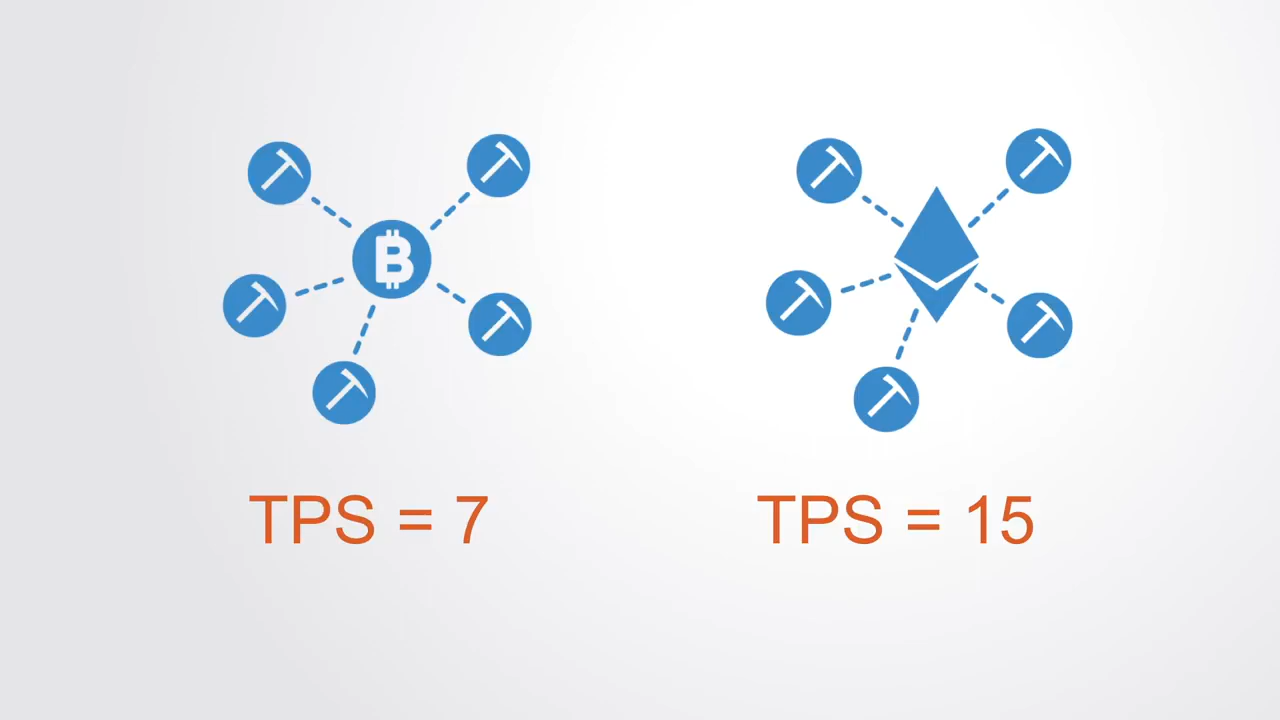 TPS = 7
TPS = 15